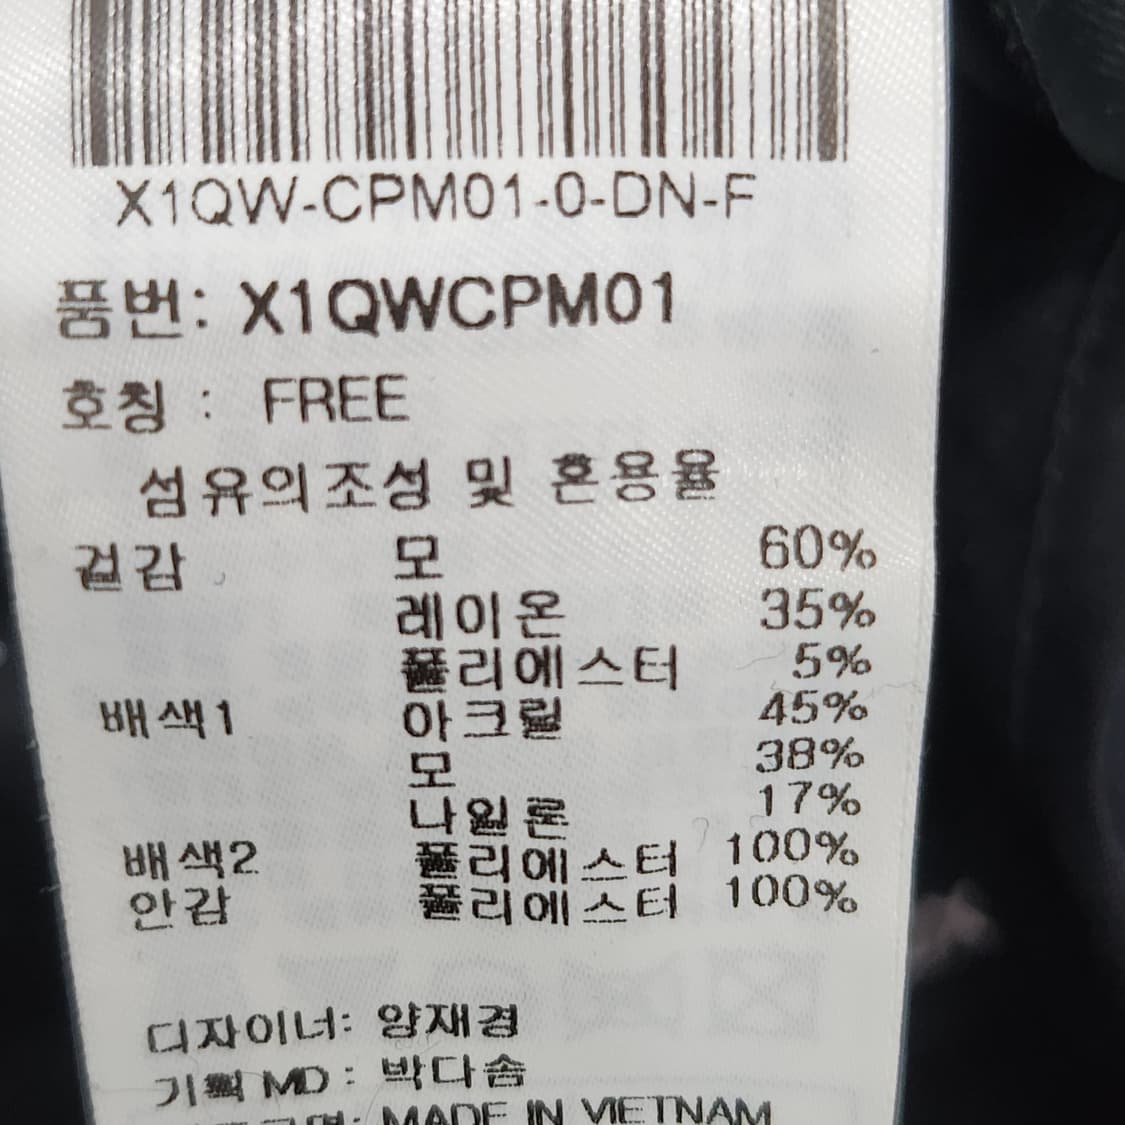 X1QW-CPM01-0-DN-F
품번: X1QWCPM01
호칭 : FREE
섬유의조성 및 혼용율
겉감 모 60%
레이온 35%
폴리에스터 5%
배색1 아크릴 45%
모 38%
나일론 17%
배색2 폴리에스터 100%
안감 폴리에스터 100%
디자이너: 양재경
기획 MD : 박다솜
MADE IN VIETNAM